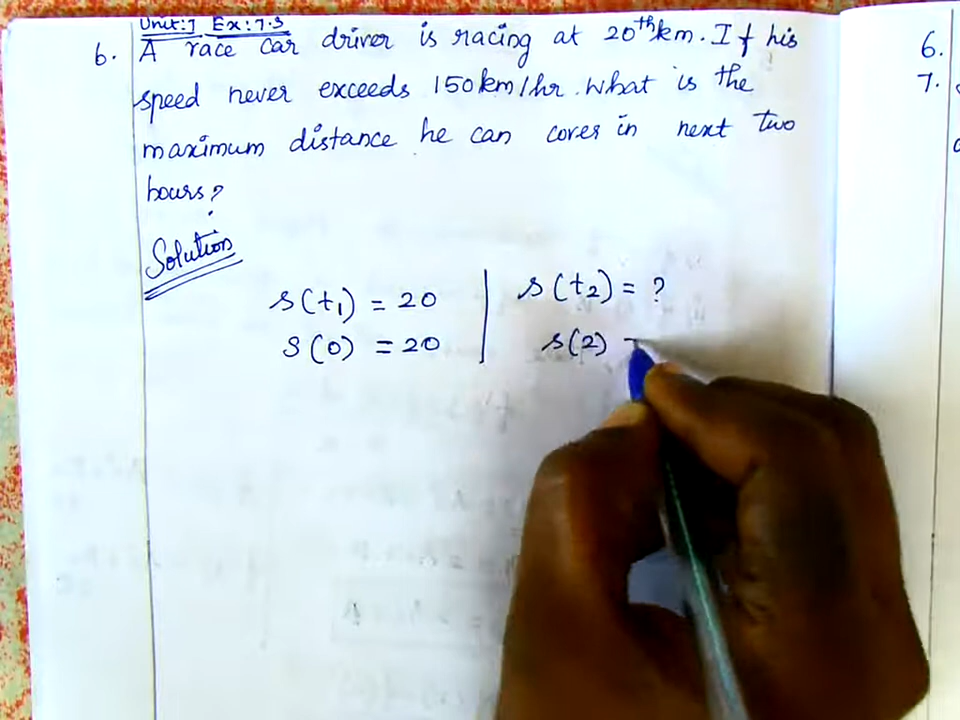 Unit:7 Ex:7.3
6. A race car driver is racing at 20th km. If his
speed never exceeds 150km/hr. What is the
maximum distance he can cover in next two
hours?
Solution
s(t1) = 20
s(0) = 20
s(t2) = ?
s(2)
6.
7.